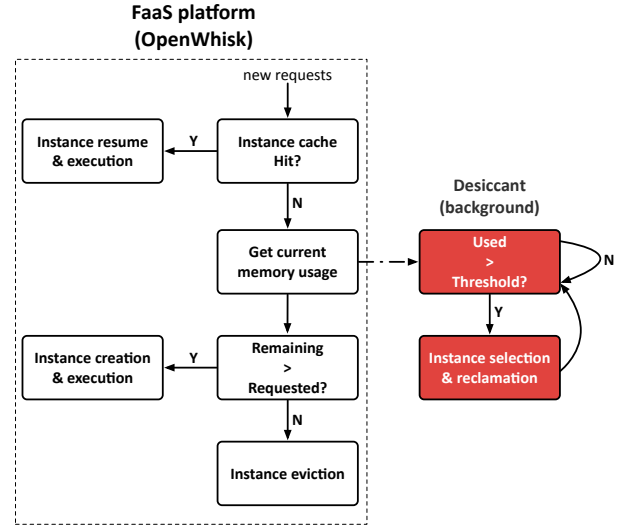 FaaS platform
(OpenWhisk)
new requests
Instance resume
& execution
Y
Instance cache
Hit?
N
Get current
memory usage
Instance creation
& execution
Y
Remaining
>
Requested?
N
Instance eviction
Desiccant
(background)
Used
>
Threshold?
N
Y
Instance selection
& reclamation